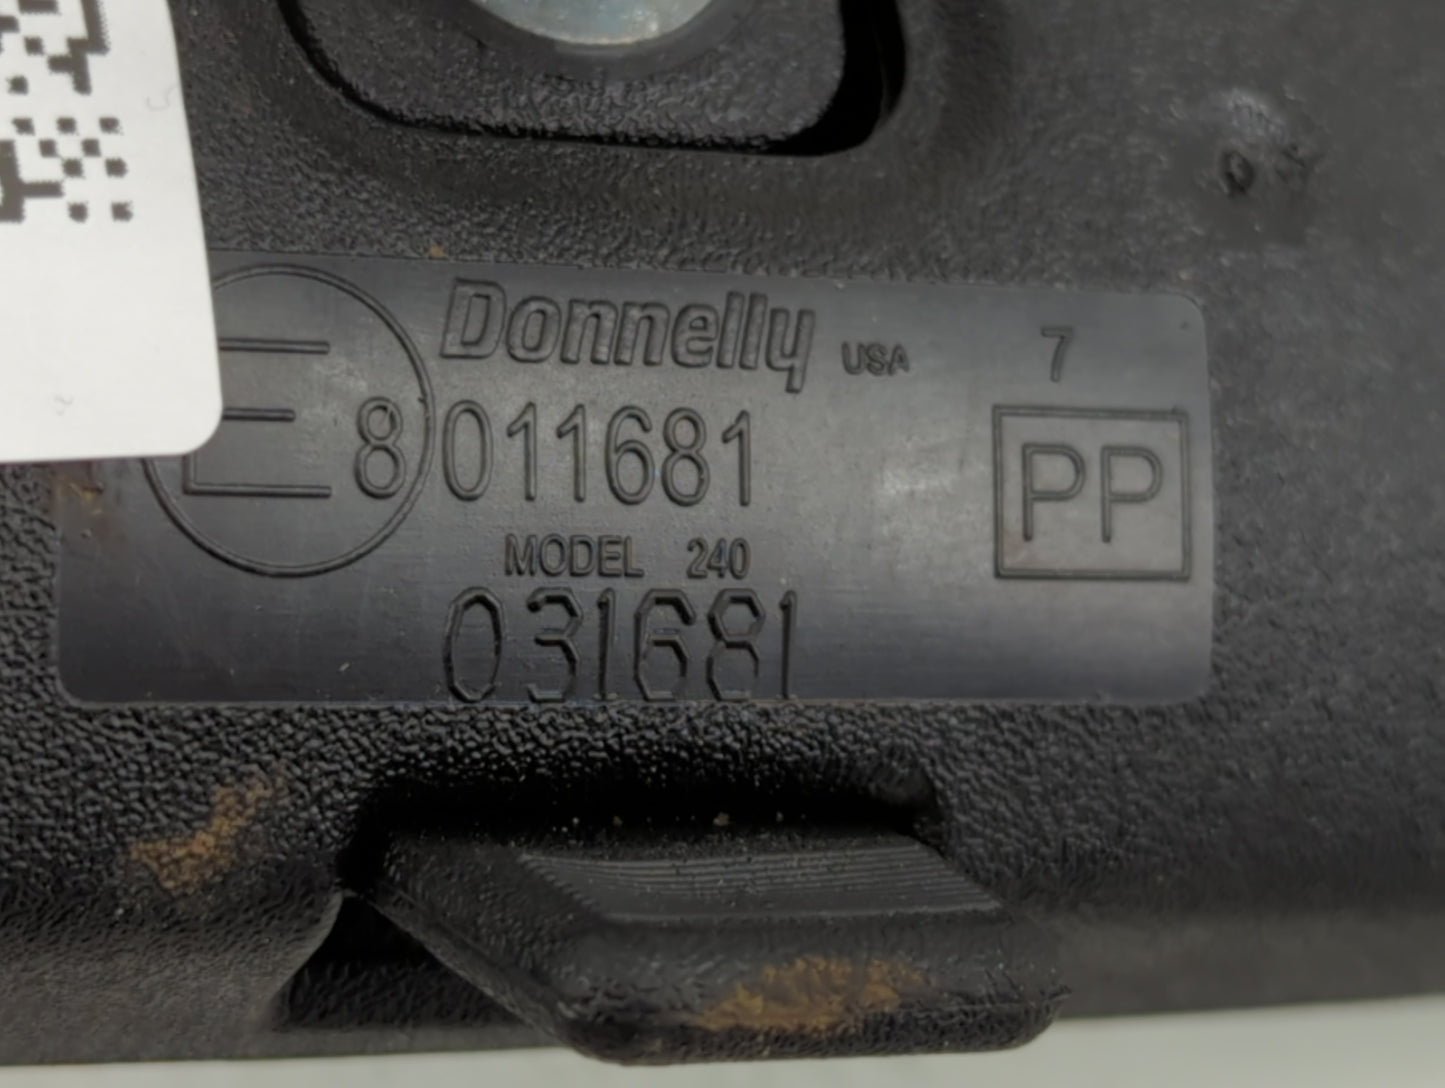 Donnelly USA 7
E8 011681 PP
MODEL 240
031681